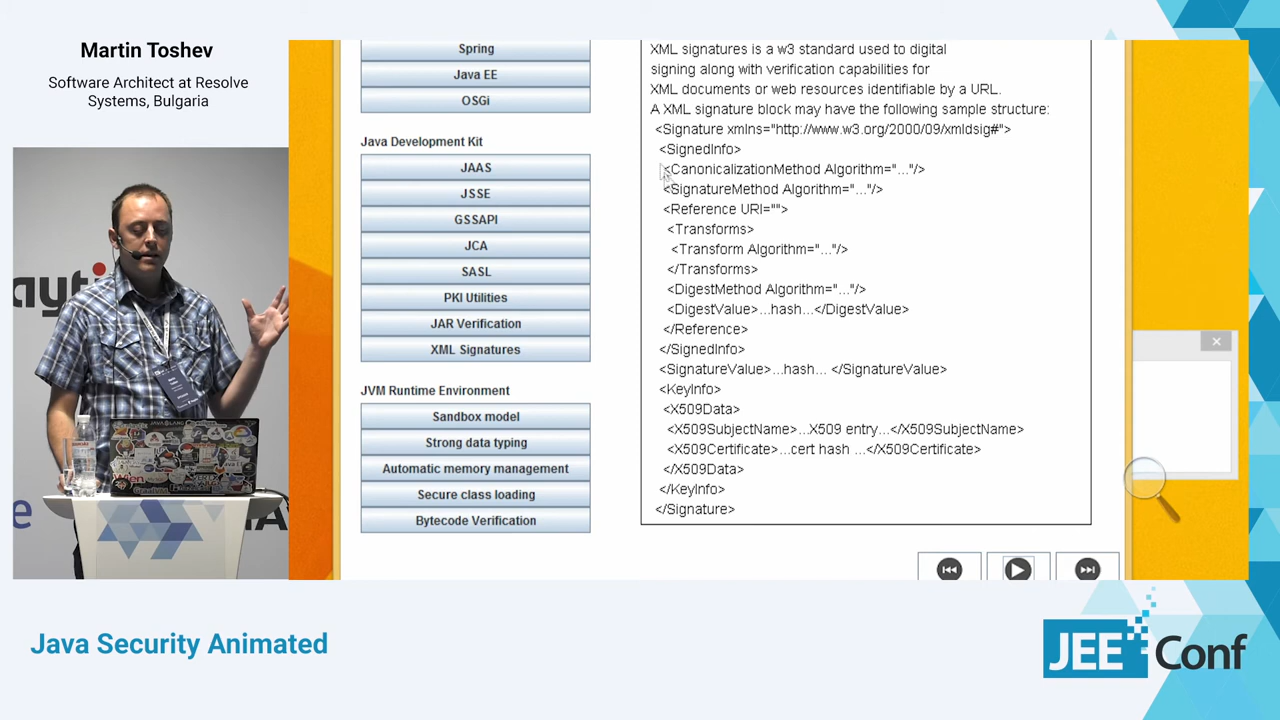 Martin Toshev
Software Architect at Resolve
Systems, Bulgaria
Spring
Java EE
OSGi
Java Development Kit
JAAS
JSSE
GSSAPI
JCA
SASL
PKI Utilities
JAR Verification
XML Signatures
JVM Runtime Environment
Sandbox model
Strong data typing
Automatic memory management
Secure class loading
Bytecode Verification
XML signatures is a w3 standard used to digital
signing along with verification capabilities for
XML documents or web resources identifiable by a URL.
A XML signature block may have the following sample structure:
<Signature xmlns="http://www.w3.org/2000/09/xmldsig#">
<SignedInfo>
<CanonicalizationMethod Algorithm="..."/>
<SignatureMethod Algorithm="..."/>
<Reference URI="">
<Transforms>
<Transform Algorithm="..."/>
</Transforms>
<DigestMethod Algorithm="..."/>
<DigestValue>...hash...</DigestValue>
</Reference>
</SignedInfo>
<SignatureValue>...hash... </SignatureValue>
<KeyInfo>
<X509Data>
<X509SubjectName>...X509 entry...</X509SubjectName>
<X509Certificate>...cert hash ...</X509Certificate>
</X509Data>
</KeyInfo>
</Signature>
Java Security Animated
JEE Conf